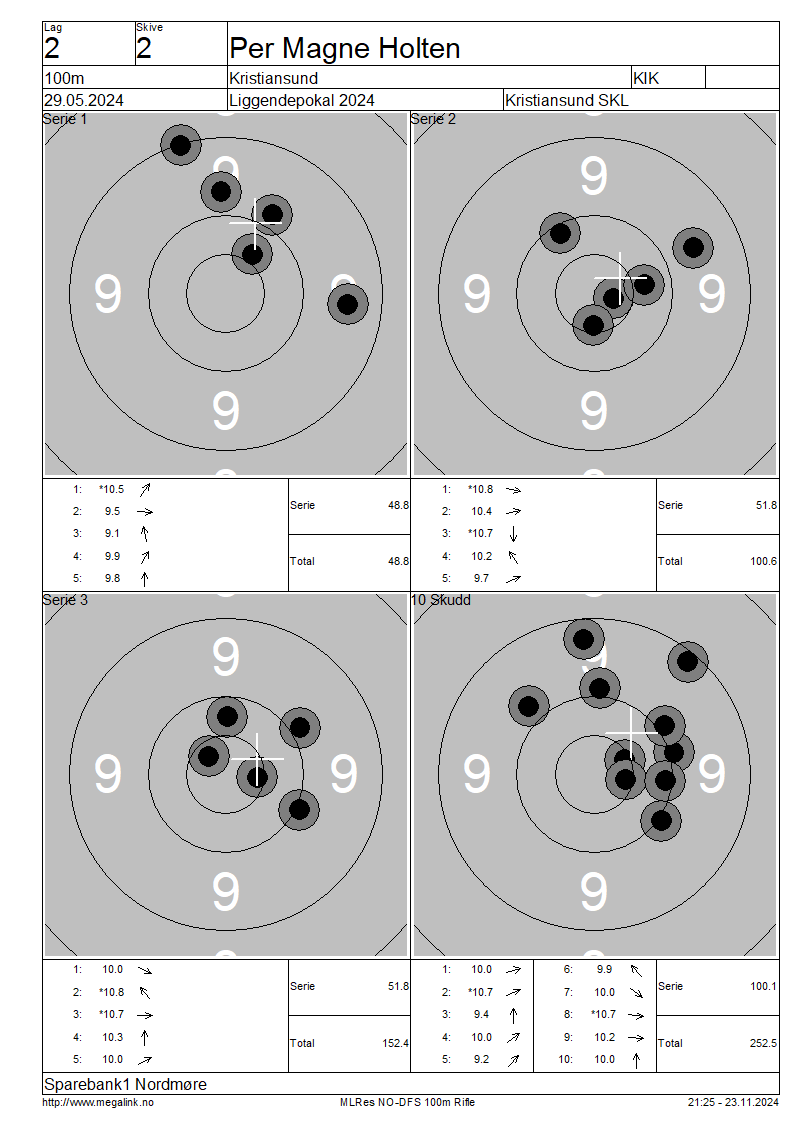 Lag Skive
2 2 Per Magne Holten
100m Kristiansund KIK
29.05.2024 Liggendepokal 2024 Kristiansund SKL
Serie 1 Serie 2
9 9
9 9 9 9
9 9
1: *10.5 1: *10.8
2: 9.5 Serie 48.8 2: 10.4 Serie 51.8
3: 9.1 3: *10.7
4: 9.9 Total 48.8 4: 10.2 Total 100.6
5: 9.8 5: 9.7
Serie 3 10 Skudd
9 9
9 9 9 9
9 9
1: 10.0 1: 10.0 6: 9.9
2: *10.8 Serie 51.8 2: *10.7 7: 10.0 Serie 100.1
3: *10.7 3: 9.4 8: *10.7
4: 10.3 Total 152.4 4: 10.0 9: 10.2 Total 252.5
5: 10.0 5: 9.2 10: 10.0
Sparebank1 Nordmøre
http://www.megalink.no MLRes NO-DFS 100m Rifle 21:25 - 23.11.2024